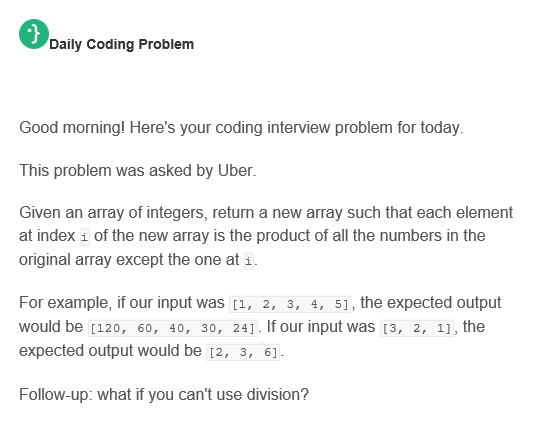 Daily Coding Problem
Good morning! Here's your coding interview problem for today.
This problem was asked by Uber.
Given an array of integers, return a new array such that each element
at index i of the new array is the product of all the numbers in the
original array except the one at i.
For example, if our input was [1, 2, 3, 4, 5], the expected output
would be [120, 60, 40, 30, 24]. If our input was [3, 2, 1], the
expected output would be [2, 3, 6].
Follow-up: what if you can't use division?